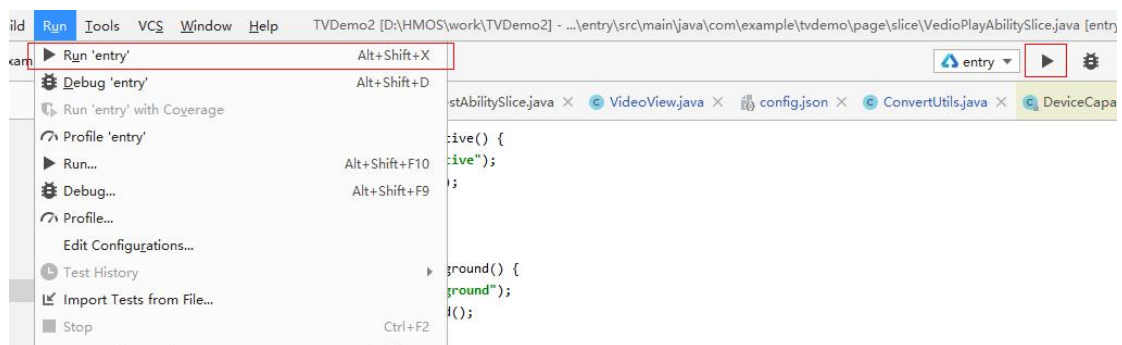 ild Run Tools VCS Window Help TVDemo2 [D:\HMOS\work\TVDemo2] - ...\entry\src\main\java\com\example\tvdemo\page\slice\VedioPlayAbilitySlice.java [entry
xam Run 'entry' Alt+Shift+X entry
Debug 'entry' Alt+Shift+D
Run 'entry' with Coverage stAbilitySlice.java VideoView.java config.json ConvertUtils.java DeviceCapa
Profile 'entry' tive() {
Run... Alt+Shift+F10 tive");
Debug... Alt+Shift+F9 );
Profile...
Edit Configurations...
Test History ground() {
Import Tests from File... ground");
Stop Ctrl+F2 d();